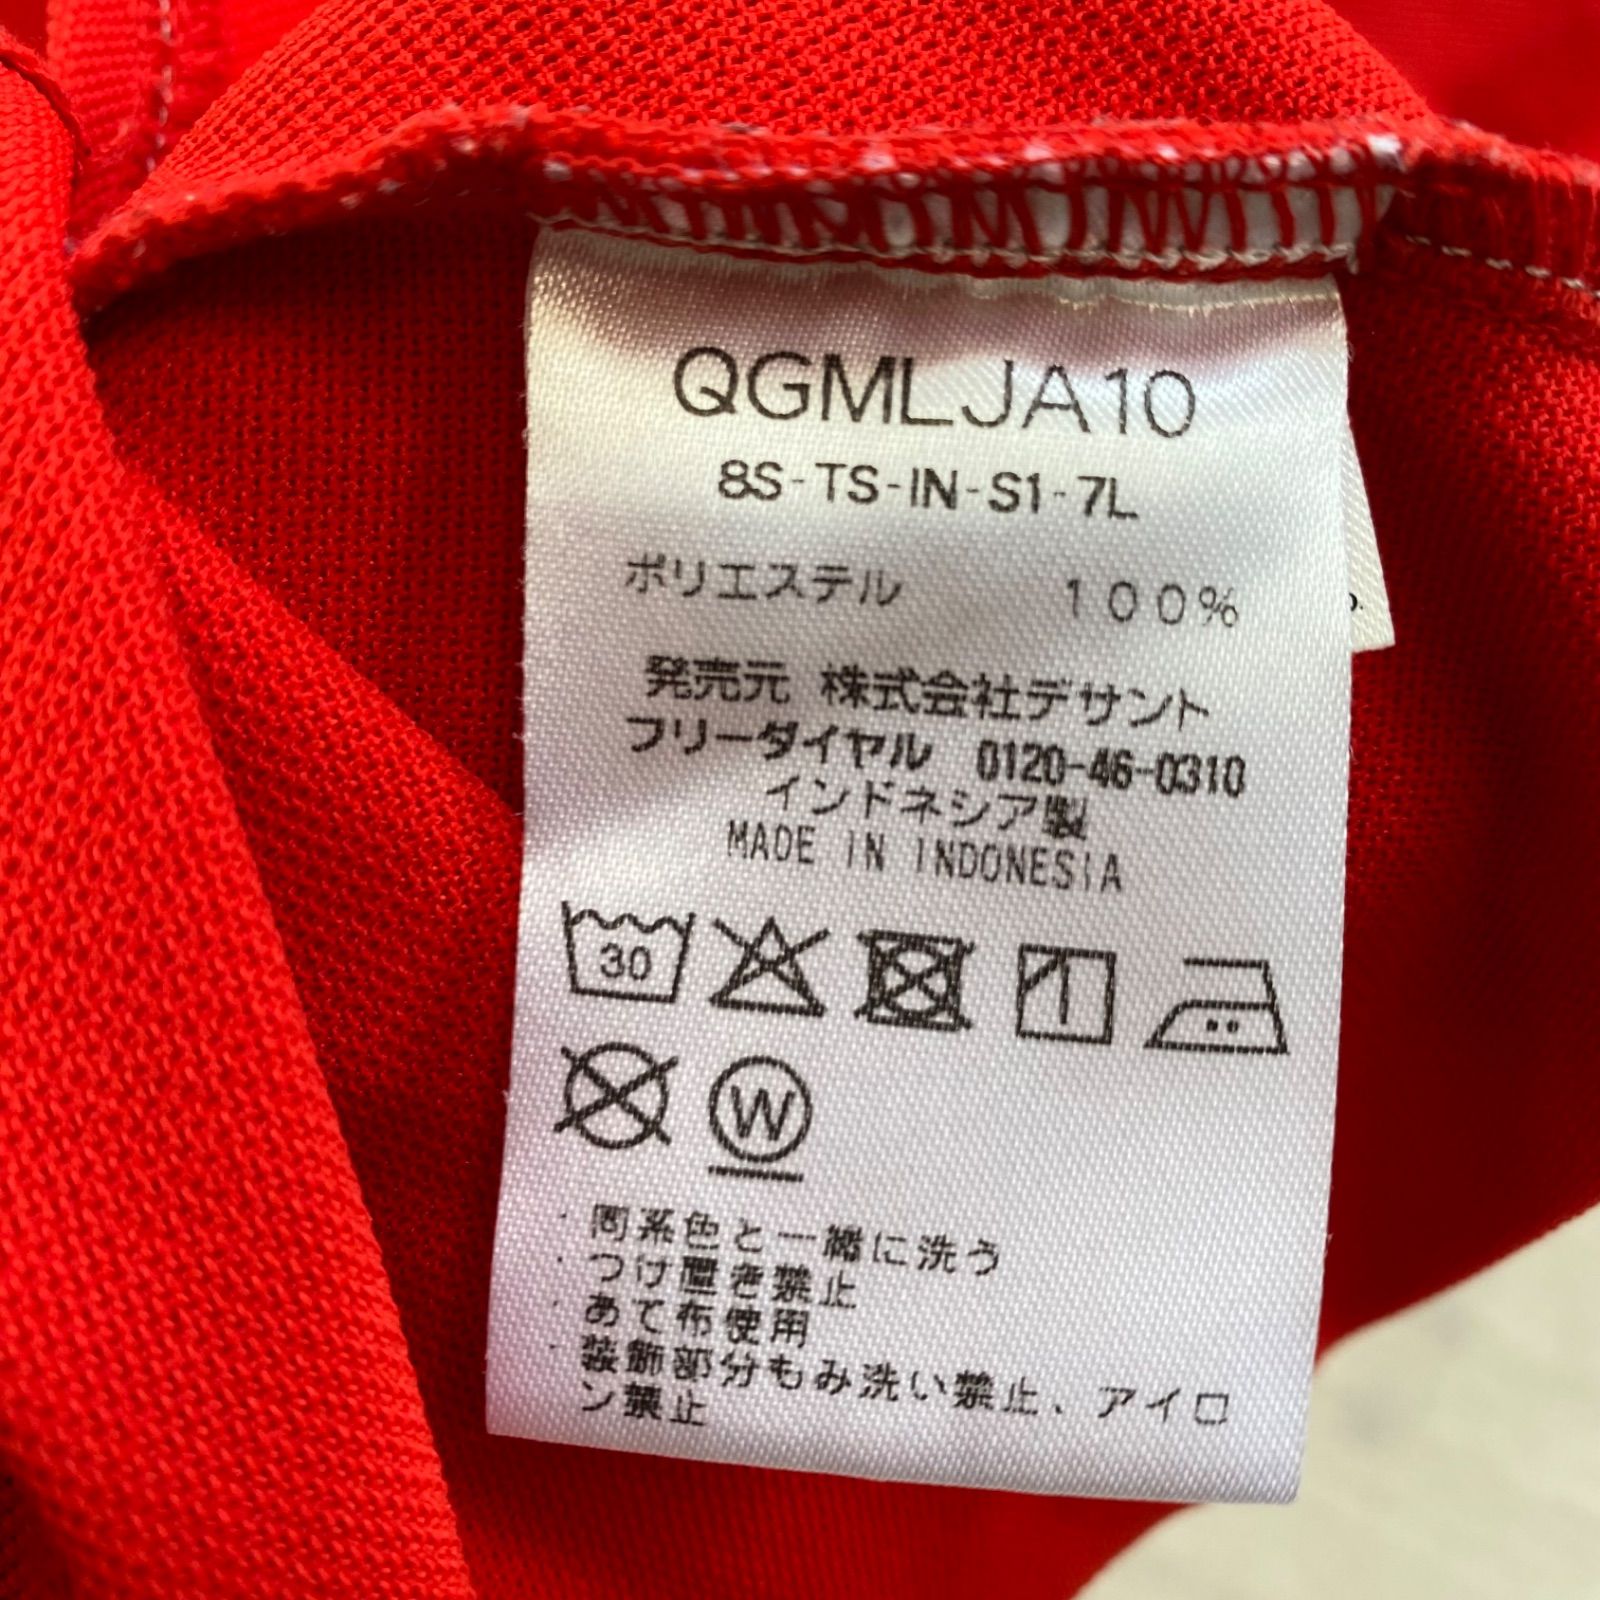 QGMLJA10
8S-TS-IN-S1-7L
ポリエステル 100%
発売元 株式会社デサント
フリーダイヤル 0120-46-0310
インドネシア製
MADE IN INDONESIA
30
W
・同系色と一緒に洗う
・つけ置き禁止
・あて布使用
・装飾部分もみ洗い禁止、アイロ
ン禁止